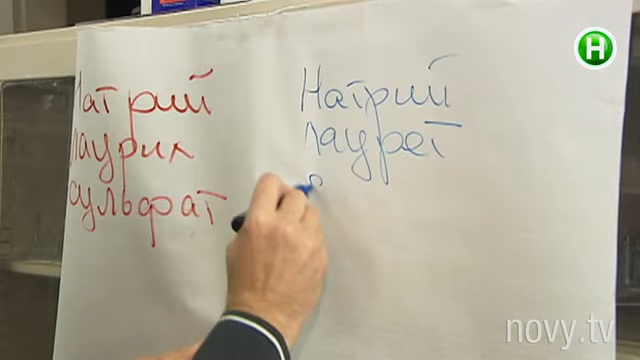 Натрий
лаурил
сульфат
Натрий
лаурет
с
Н
novy.tv